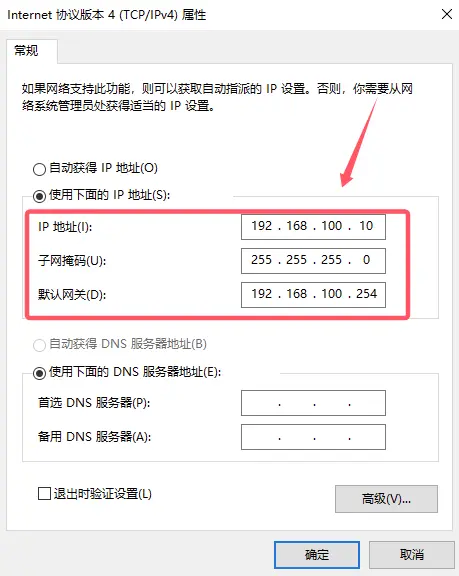 Internet 协议版本 4 (TCP/IPv4) 属性
常规
如果网络支持此功能，则可以获取自动指派的 IP 设置。否则，你需要从网
络系统管理员处获得适当的 IP 设置。
自动获得 IP 地址(O)
使用下面的 IP 地址(S):
IP 地址(I): 192 . 168 . 100 . 10
子网掩码(U): 255 . 255 . 255 . 0
默认网关(D): 192 . 168 . 100 . 254
自动获得 DNS 服务器地址(B)
使用下面的 DNS 服务器地址(E):
首选 DNS 服务器(P): . . .
备用 DNS 服务器(A): . . .
退出时验证设置(L)
高级(V)...
确定 取消